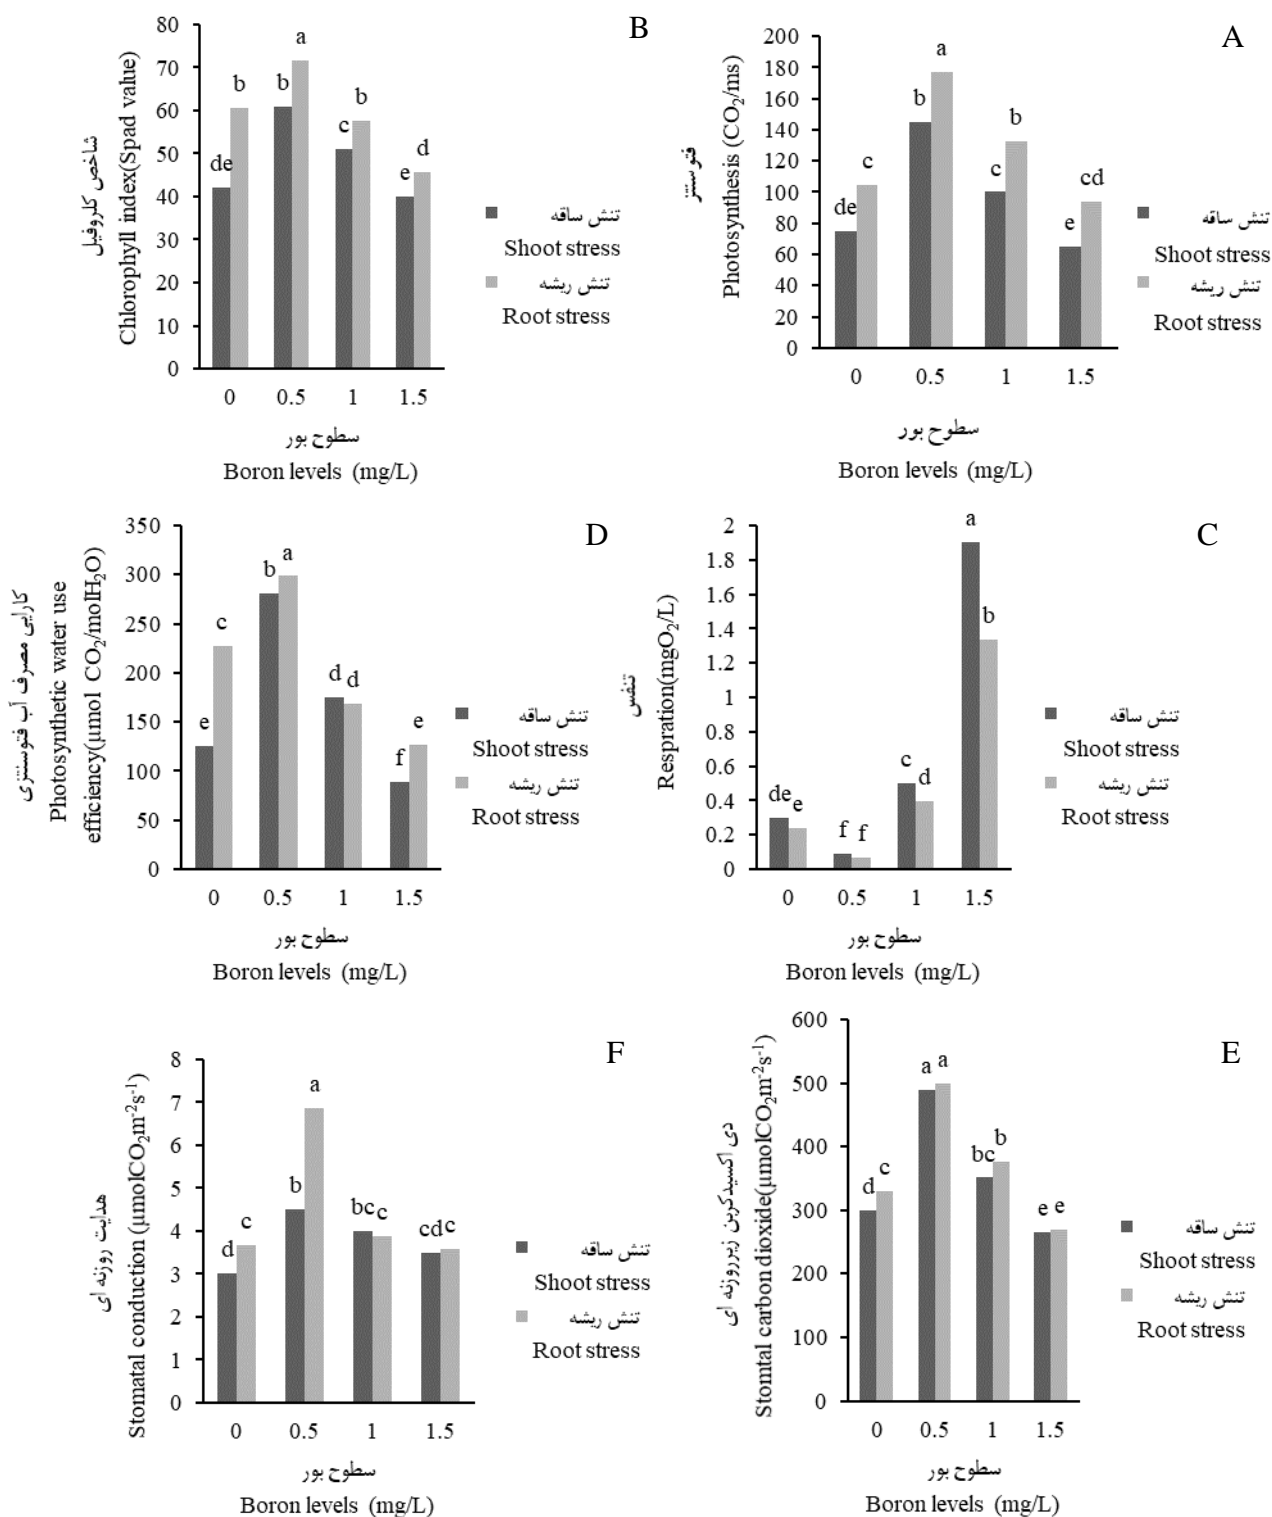 B
شاخص کلروفیل
Chlorophyll index(Spad value)
80
70
60
50
40
30
20
10
0
de
b
b
a
c
b
e
d
0 0.5 1 1.5
سطوح بور
Boron levels (mg/L)
تنش ساقه
Shoot stress
تنش ریشه
Root stress
A
فتوسنتز
Photosynthesis (CO₂/ms)
200
180
160
140
120
100
80
60
40
20
0
de
c
b
a
c
b
e
cd
0 0.5 1 1.5
سطوح بور
Boron levels (mg/L)
تنش ساقه
Shoot stress
تنش ریشه
Root stress
D
کارایی مصرف آب فتوسنتزی
Photosynthetic water use
efficiency(µmol CO₂/molH₂O)
350
300
250
200
150
100
50
0
e
c
b
a
d
d
f
e
0 0.5 1 1.5
سطوح بور
Boron levels (mg/L)
تنش ساقه
Shoot stress
تنش ریشه
Root stress
C
تنفس
Respration(mgO₂/L)
2
1.8
1.6
1.4
1.2
1
0.8
0.6
0.4
0.2
0
de
e
f
f
c
d
a
b
0 0.5 1 1.5
سطوح بور
Boron levels (mg/L)
تنش ساقه
Shoot stress
تنش ریشه
Root stress
F
هدایت روزنه ای
Stomatal conduction (µmolCO₂m⁻²s⁻¹)
8
7
6
5
4
3
2
1
0
d
c
b
a
bc
c
cd
c
0 0.5 1 1.5
سطوح بور
Boron levels (mg/L)
تنش ساقه
Shoot stress
تنش ریشه
Root stress
E
دی اکسیدکربن زیرروزنه ای
Stomtal carbon dioxide(µmolCO₂m⁻²s⁻¹)
600
500
400
300
200
100
0
d
c
a
a
bc
b
e
e
0 0.5 1 1.5
سطوح بور
Boron levels (mg/L)
تنش ساقه
Shoot stress
تنش ریشه
Root stress